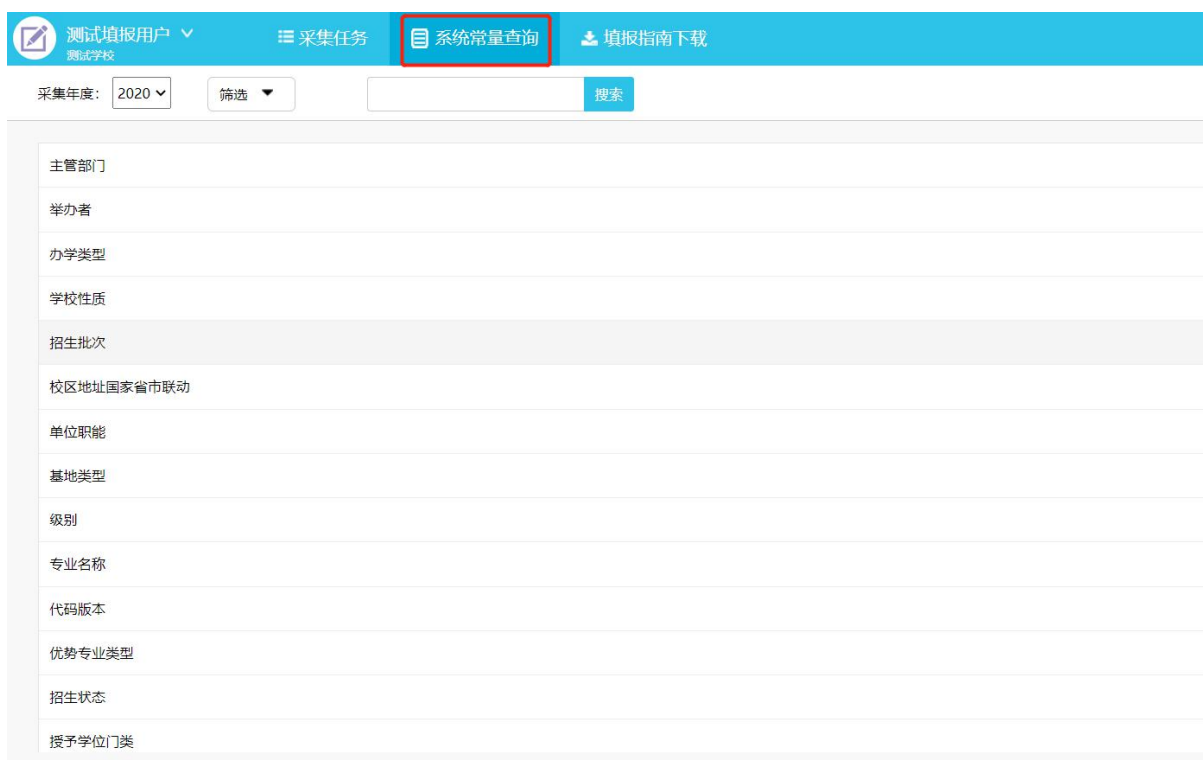 测试填报用户
测试学校
采集任务
系统常量查询
填报指南下载
采集年度： 2020 筛选 搜索
主管部门
举办者
办学类型
学校性质
招生批次
校区地址国家省市联动
单位职能
基地类型
级别
专业名称
代码版本
优势专业类型
招生状态
授予学位门类